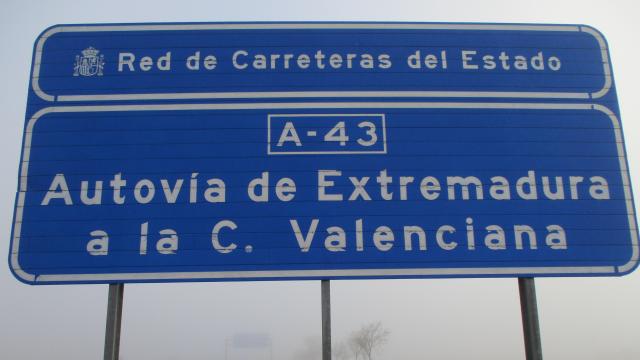 Red de Carreteras del Estado
A-43
Autovía de Extremadura
a la C. Valenciana